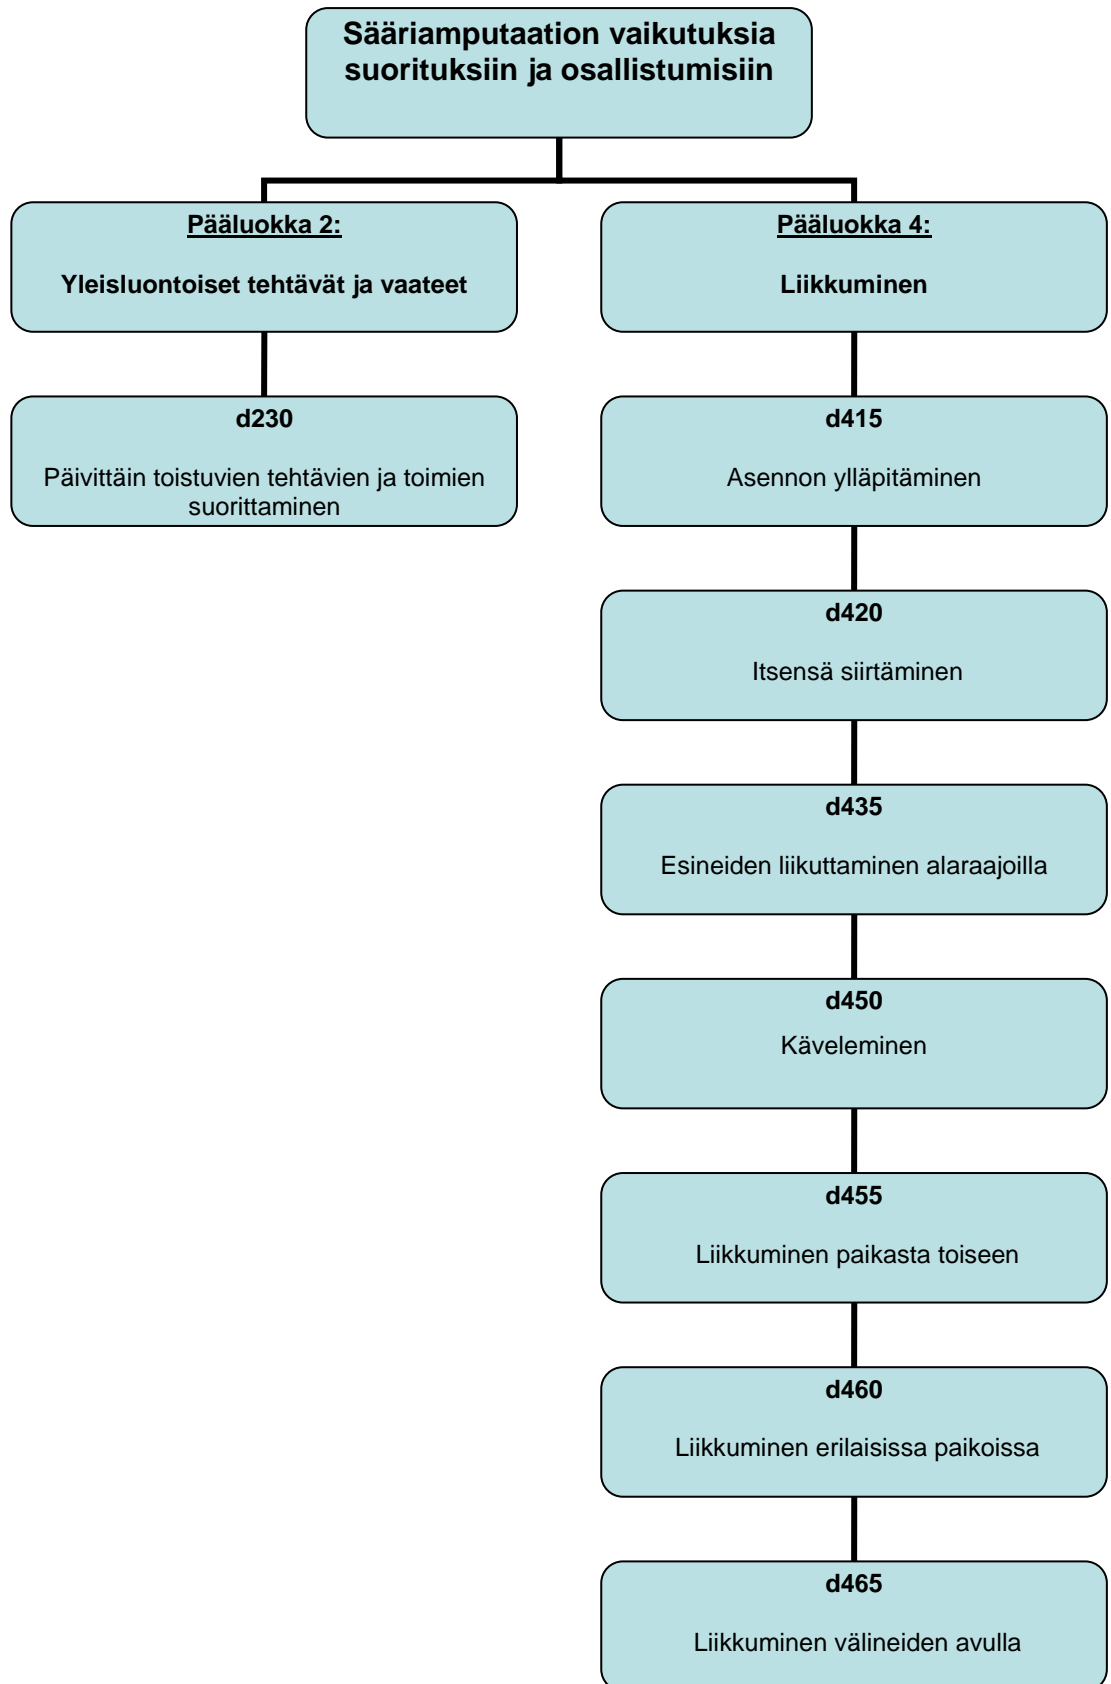 Sääriamputaation vaikutuksia
suorituksiin ja osallistumisiin
Pääluokka 2:
Yleisluontoiset tehtävät ja vaateet
d230
Päivittäin toistuvien tehtävien ja toimien
suorittaminen
Pääluokka 4:
Liikkuminen
d415
Asennon ylläpitäminen
d420
Itsensä siirtäminen
d435
Esineiden liikuttaminen alaraajoilla
d450
Käveleminen
d455
Liikkuminen paikasta toiseen
d460
Liikkuminen erilaisissa paikoissa
d465
Liikkuminen välineiden avulla